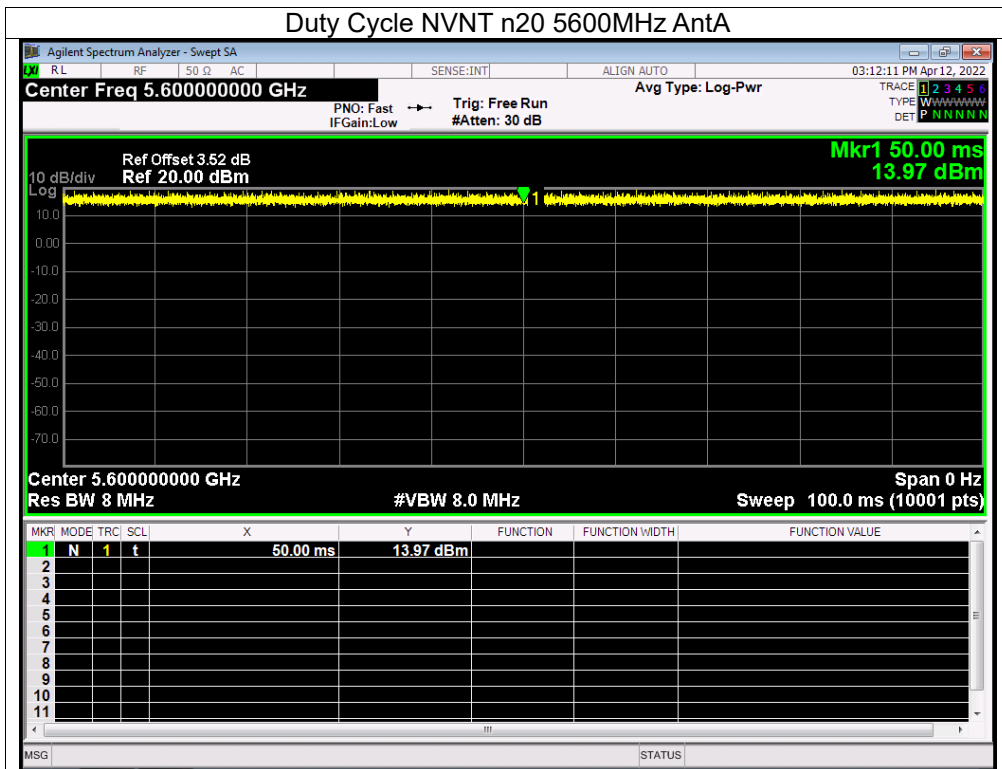 Duty Cycle NVNT n20 5600MHz AntA
Agilent Spectrum Analyzer - Swept SA
LXI RL RF 50 Ω AC SENSE:INT ALIGN AUTO 03:12:11 PM Apr 12, 2022
Center Freq 5.600000000 GHz Avg Type: Log-Pwr TRACE 1 2 3 4 5 6
PNO: Fast Trig: Free Run TYPE WWWWWW
IFGain:Low #Atten: 30 dB DET P N N N N N
Ref Offset 3.52 dB Mkr1 50.00 ms
10 dB/div Ref 20.00 dBm 13.97 dBm
Log
1
10.0
0.00
-10.0
-20.0
-30.0
-40.0
-50.0
-60.0
-70.0
Center 5.600000000 GHz Span 0 Hz
Res BW 8 MHz #VBW 8.0 MHz Sweep 100.0 ms (10001 pts)
MKR MODE TRC SCL X Y FUNCTION FUNCTION WIDTH FUNCTION VALUE
1 N 1 t 50.00 ms 13.97 dBm
2
3
4
5
6
7
8
9
10
11
MSG STATUS